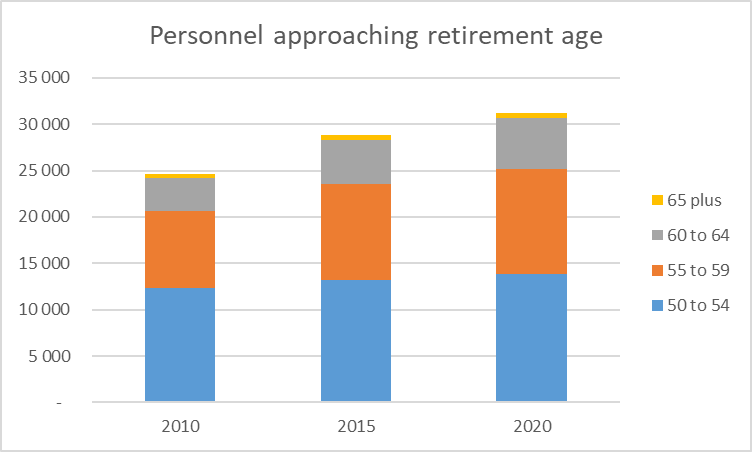 Personnel approaching retirement age
35 000
30 000
25 000
20 000
15 000
10 000
5 000
-
2010
2015
2020
65 plus
60 to 64
55 to 59
50 to 54